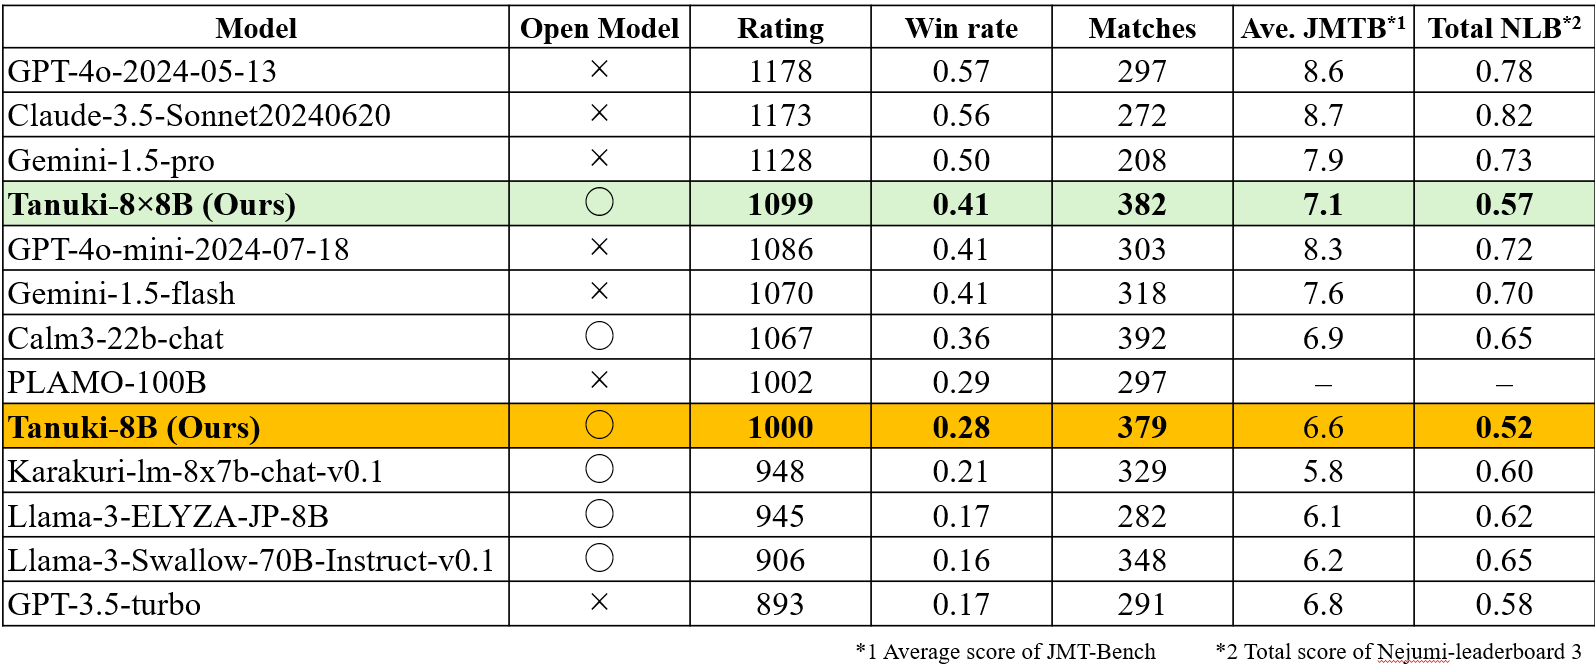 Model Open Model Rating Win rate Matches Ave. JMTB*1 Total NLB*2
GPT-4o-2024-05-13 × 1178 0.57 297 8.6 0.78
Claude-3.5-Sonnet20240620 × 1173 0.56 272 8.7 0.82
Gemini-1.5-pro × 1128 0.50 208 7.9 0.73
Tanuki-8×8B (Ours) ○ 1099 0.41 382 7.1 0.57
GPT-4o-mini-2024-07-18 × 1086 0.41 303 8.3 0.72
Gemini-1.5-flash × 1070 0.41 318 7.6 0.70
Calm3-22b-chat ○ 1067 0.36 392 6.9 0.65
PLAMO-100B × 1002 0.29 297 – –
Tanuki-8B (Ours) ○ 1000 0.28 379 6.6 0.52
Karakuri-lm-8x7b-chat-v0.1 ○ 948 0.21 329 5.8 0.60
Llama-3-ELYZA-JP-8B ○ 945 0.17 282 6.1 0.62
Llama-3-Swallow-70B-Instruct-v0.1 ○ 906 0.16 348 6.2 0.65
GPT-3.5-turbo × 893 0.17 291 6.8 0.58
*1 Average score of JMT-Bench *2 Total score of Nejumi-leaderboard 3